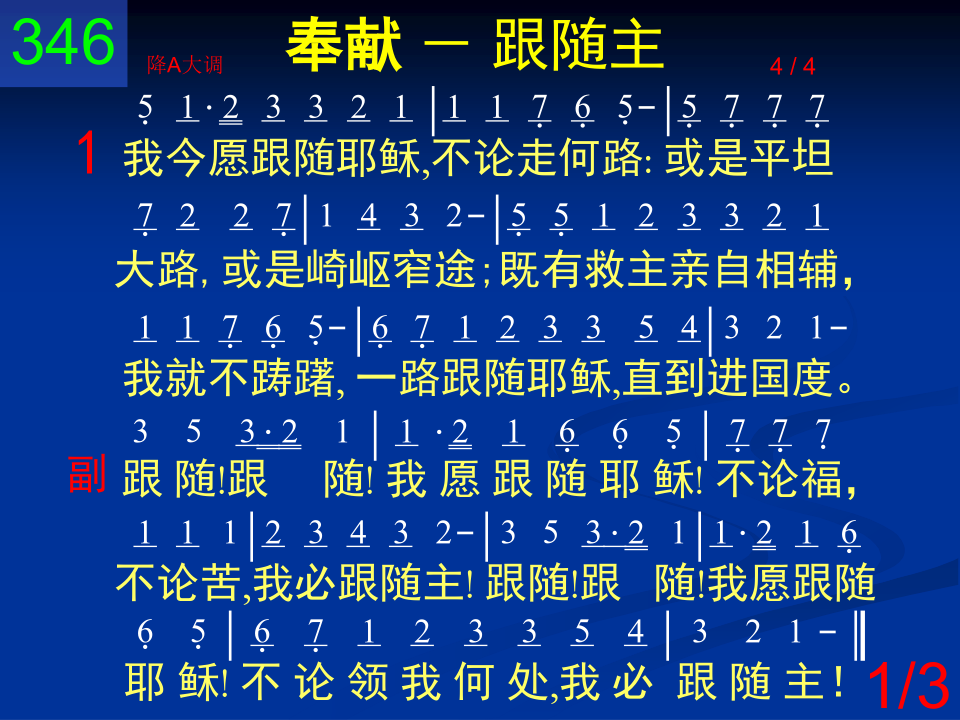 346 奉献 － 跟随主
降A大调 4 / 4
5 1·2 3 3 2 1 | 1 1 7 6 5- | 5 7 7 7
1 我今愿跟随耶稣,不论走何路: 或是平坦
7 2 2 7 | 1 4 3 2- | 5 5 1 2 3 3 2 1
大路,或是崎岖窄途;既有救主亲自相辅，
1 1 7 6 5- | 6 7 1 2 3 3 5 4 | 3 2 1-
我就不踌躇, 一路跟随耶稣,直到进国度。
3 5 3·2 1 | 1 ·2 1 6 6 5 | 7 7 7
副 跟 随!跟 随! 我 愿 跟 随 耶 稣! 不论福，
1 1 1 | 2 3 4 3 2- | 3 5 3·2 1 | 1·2 1 6
不论苦,我必跟随主! 跟随!跟 随!我愿跟随
6 5 | 6 7 1 2 3 3 5 4 | 3 2 1 - ‖
耶 稣! 不 论 领 我 何 处,我 必 跟 随 主！
1/3